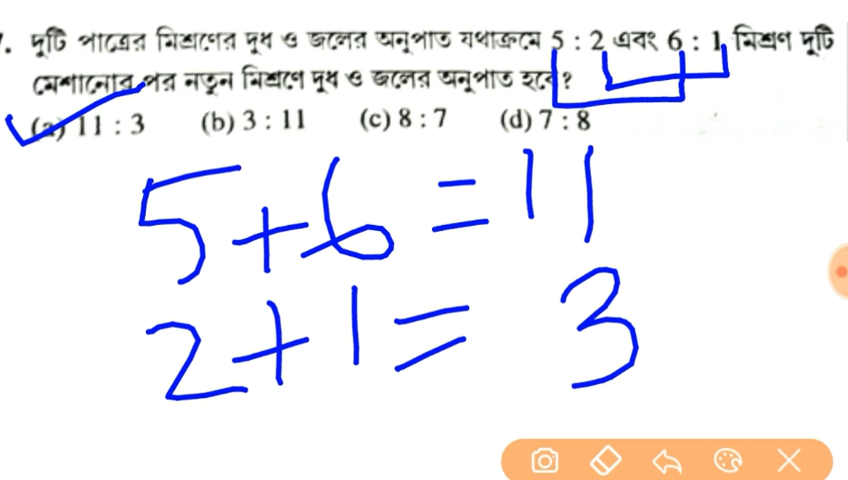 . দুটি পাত্রের মিশ্রণের দুধ ও জলের অনুপাত যথাক্রমে 5 : 2 এবং 6 : 1, মিশ্রণ দুটি
মেশানোর পর নতুন মিশ্রণে দুধ ও জলের অনুপাত হবে?
(a) 11 : 3 (b) 3 : 11 (c) 8 : 7 (d) 7 : 8
5+6=11
2+1=3